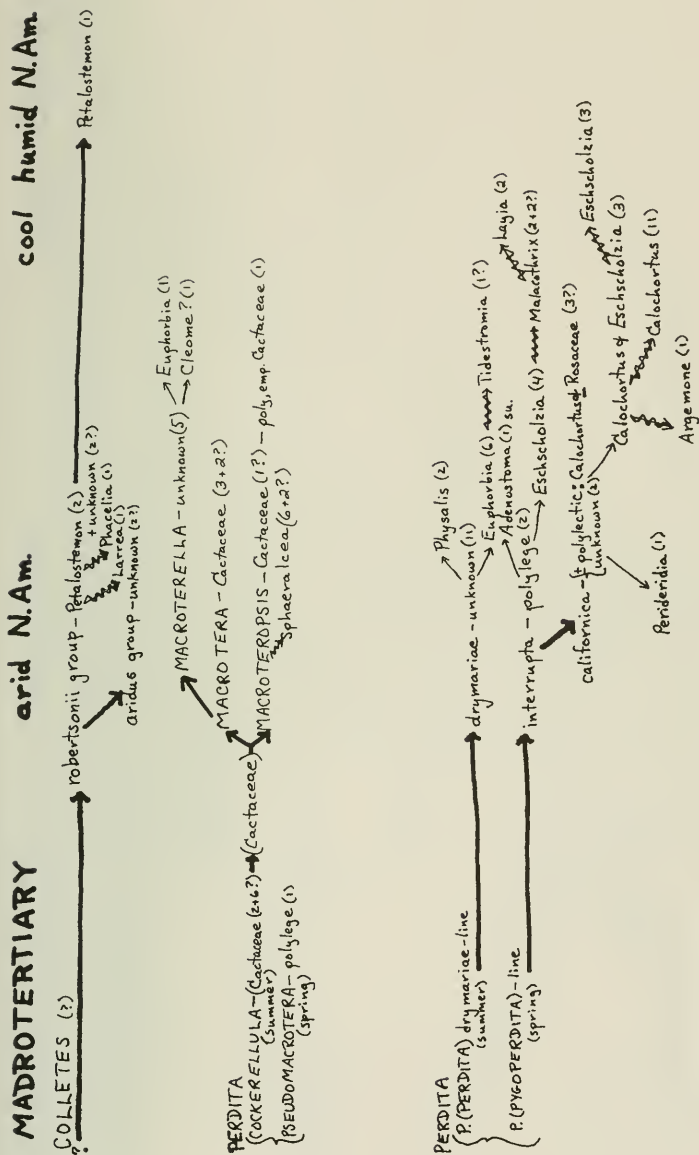 MADROTERTIARY arid N.Am. cool humid N.Am.
COLLETES (?)
?
robertsonii group - Petalostemon (2)
Petalostemon (1)
+ unknown (2?)
Phacelia (1)
Larrea (1)
aridus group - unknown (2?)
MACROTERELLA - unknown (5)
Euphorbia (1)
Cleome? (1)
MACROTERA - Cactaceae (3+2?)
PERDITA
{COCKERELLULA - (Cactaceae (2+6?) → (Cactaceae)
(summer)
MACROTEROPSIS - Cactaceae (1?) - poly, emp. Cactaceae (1)
Sphaeralcea (6+2?)
PSEUDOMACROTERA - polylege (1)
(spring)
PERDITA
{P. (PERDITA) drymariae-line
(summer)
drymariae - unknown (11)
Physalis (2)
Euphorbia (6) Tidestromia (1?)
Adenostoma (1) su.
P. (PYGOPERDITA) - line
(spring)
interrupta - polylege (2)
Eschscholzia (4) Malacothrix (2+2?)
Layia (2)
californica - {± polylectic: Calochortus & Rosaceae (3?)
unknown (2)
Calochortus & Eschscholzia (3)
Eschscholzia (3)
Calochortus (11)
Argemone (1)
Perideridia (1)